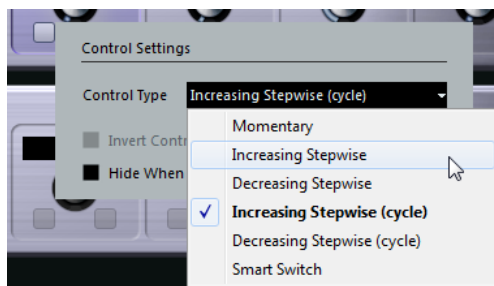 Control Settings
Control Type Increasing Stepwise (cycle)
Momentary
Invert Contr
Increasing Stepwise
Hide When
Decreasing Stepwise
Increasing Stepwise (cycle)
Decreasing Stepwise (cycle)
Smart Switch